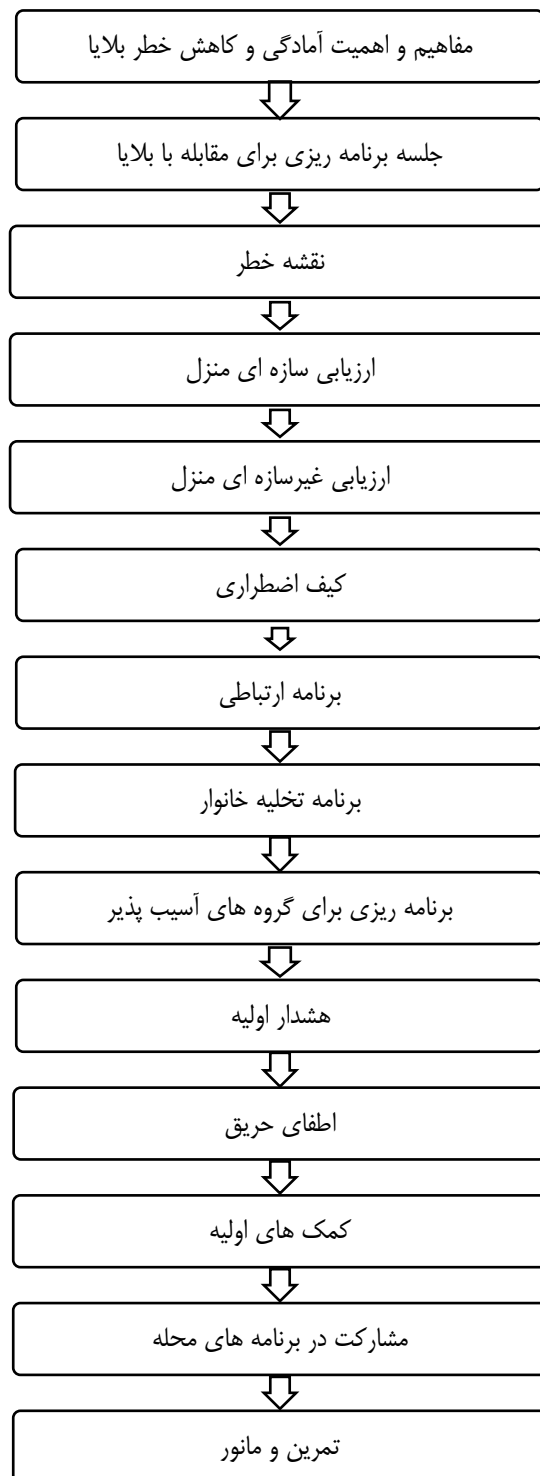 مفاهیم و اهمیت آمادگی و کاهش خطر بلایا
جلسه برنامه ریزی برای مقابله با بلایا
نقشه خطر
ارزیابی سازه ای منزل
ارزیابی غیرسازه ای منزل
کیف اضطراری
برنامه ارتباطی
برنامه تخلیه خانوار
برنامه ریزی برای گروه های آسیب پذیر
هشدار اولیه
اطفای حریق
کمک های اولیه
مشارکت در برنامه های محله
تمرین و مانور